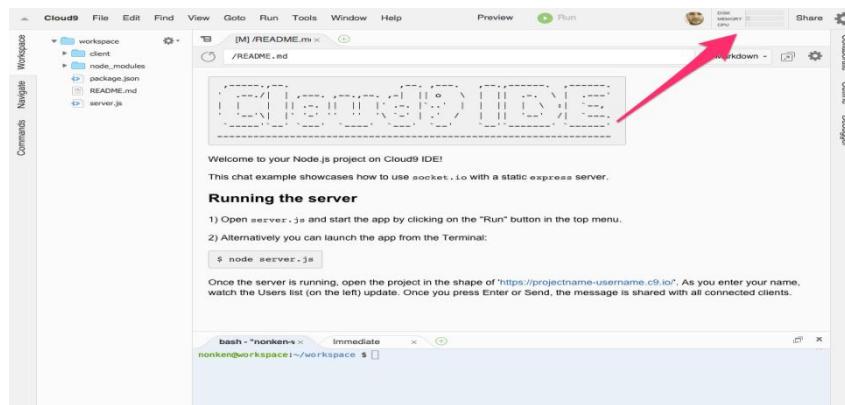 Cloud9 File Edit Find View Goto Run Tools Window Help Preview Run DISK MEMORY CPU Share
Workspace
Navigate
Commands
workspace
client
node_modules
package.json
README.md
server.js
[M] /README.m
/README.md
Markdown
Welcome to your Node.js project on Cloud9 IDE!
This chat example showcases how to use socket.io with a static express server.
Running the server
1) Open server.js and start the app by clicking on the "Run" button in the top menu.
2) Alternatively you can launch the app from the Terminal:
$ node server.js
Once the server is running, open the project in the shape of 'https://projectname-username.c9.io/'. As you enter your name,
watch the Users list (on the left) update. Once you press Enter or Send, the message is shared with all connected clients.
bash - "nonken-s Immediate
nonken@workspace:~/workspace $